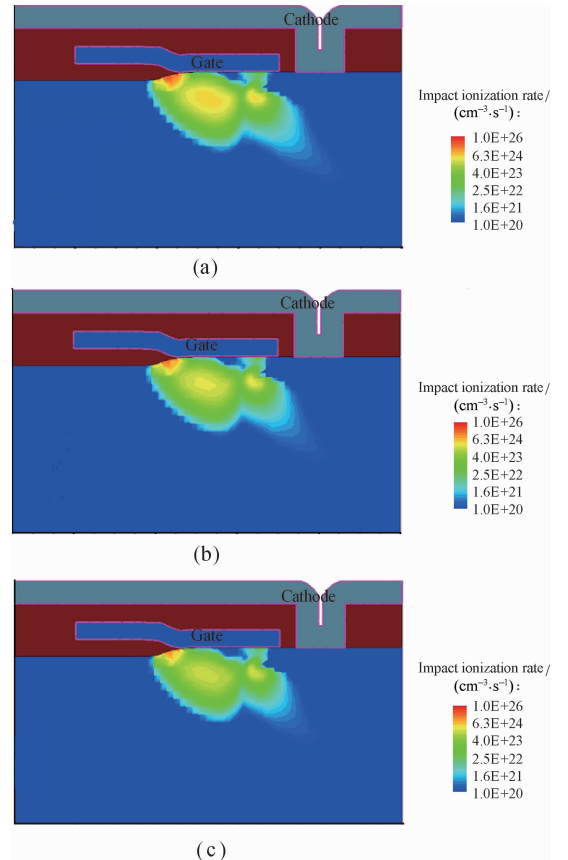 Cathode
Gate
Impact ionization rate/
(cm⁻³·s⁻¹):
1.0E+26
6.3E+24
4.0E+23
2.5E+22
1.6E+21
1.0E+20
(a)
Cathode
Gate
Impact ionization rate/
(cm⁻³·s⁻¹):
1.0E+26
6.3E+24
4.0E+23
2.5E+22
1.6E+21
1.0E+20
(b)
Cathode
Gate
Impact ionization rate/
(cm⁻³·s⁻¹):
1.0E+26
6.3E+24
4.0E+23
2.5E+22
1.6E+21
1.0E+20
(c)